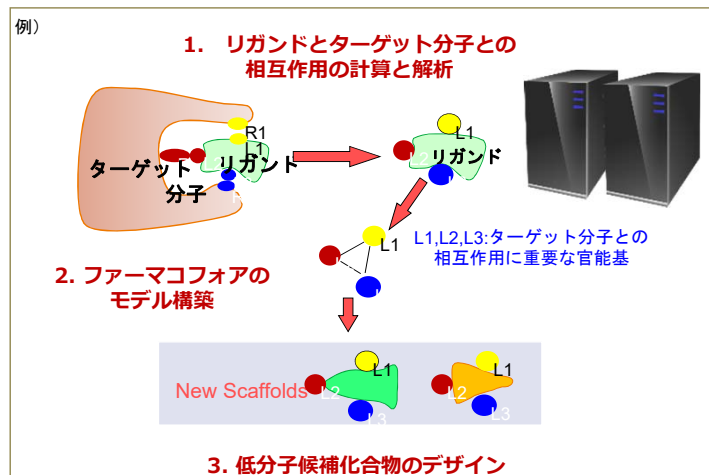 例）
1. リガンドとターゲット分子との
相互作用の計算と解析
R1
L1
ターゲット
分子
リガンド
L1
L2
リガンド
L1
L1,L2,L3:ターゲット分子との
相互作用に重要な官能基
2. ファーマコフォアの
モデル構築
New Scaffolds
L1
L2
L3
L1
L2
L3
3. 低分子候補化合物のデザイン